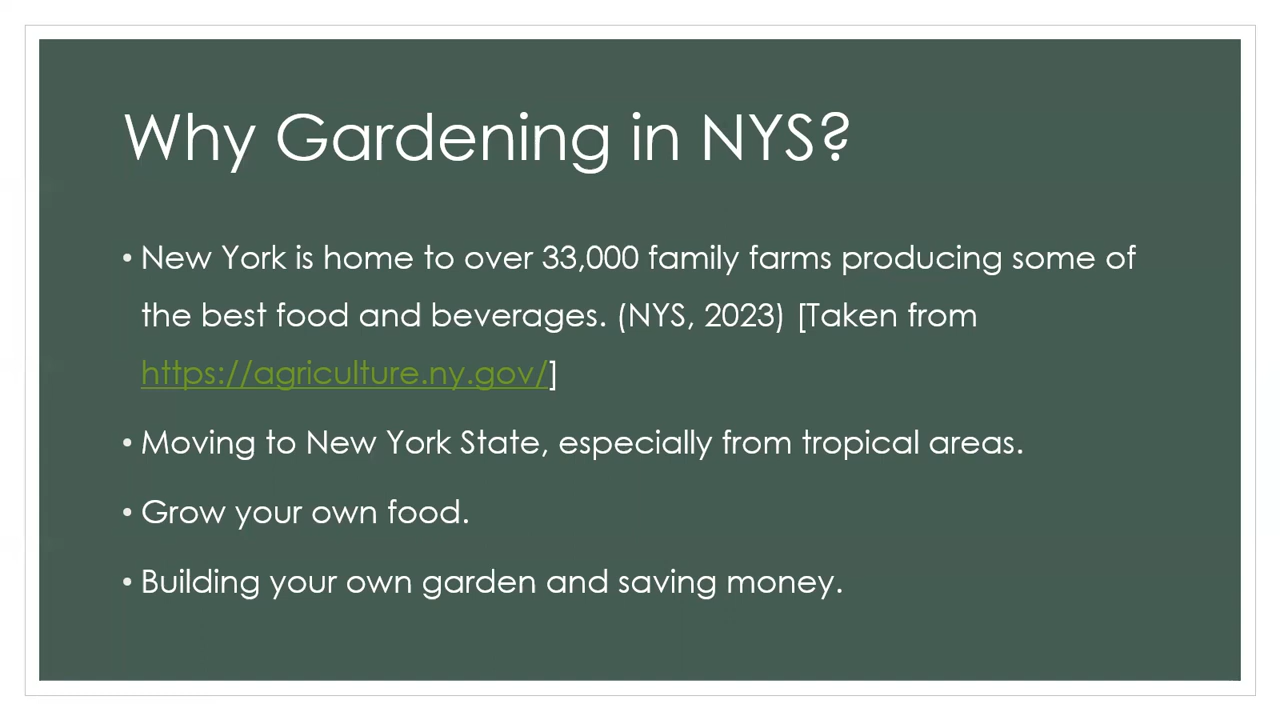 Why Gardening in NYS?
• New York is home to over 33,000 family farms producing some of
the best food and beverages. (NYS, 2023) [Taken from
https://agriculture.ny.gov/]
• Moving to New York State, especially from tropical areas.
• Grow your own food.
• Building your own garden and saving money.